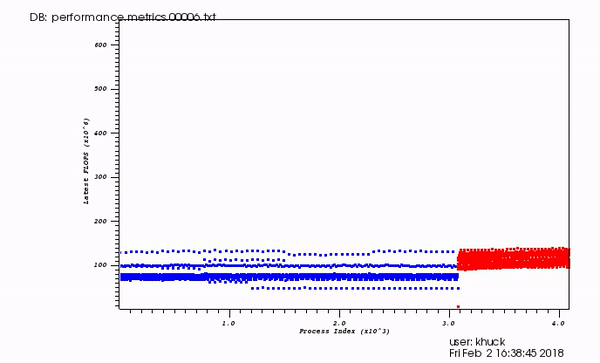 DB: performance.metrics.00006.txt
600
500
400
300
200
100
Latest FLOPS (x10^6)
1.0 2.0 3.0 4.0
Process Index (x10^3)
user: khuck
Fri Feb 2 16:38:45 2018